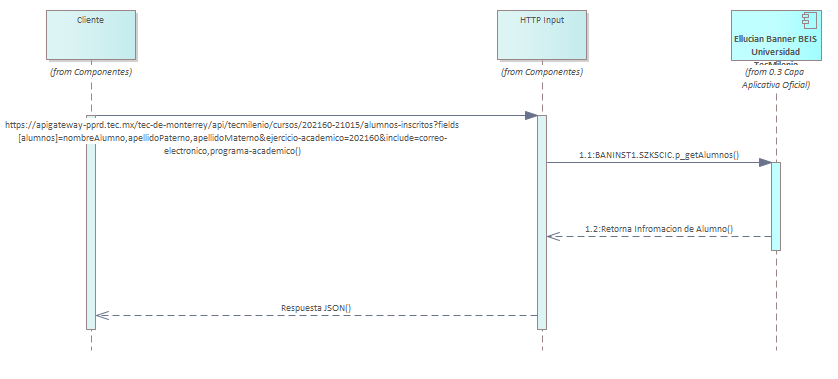 Cliente
HTTP Input
Ellucian Banner BEIS
Universidad
TecMilenio
(from Componentes)
(from Componentes)
(from 0.3 Capa
Aplicativa Oficial)
https://apigateway-pprd.tec.mx/tec-de-monterrey/api/tecmilenio/cursos/202160-21015/alumnos-inscritos?fields
[alumnos]=nombreAlumno,apellidoPaterno,apellidoMaterno&ejercicio-academico=202160&include=correo-
electronico,programa-academico()
1.1:BANINST1.SZKSCIC.p_getAlumnos()
1.2:Retorna Infromacion de Alumno()
Respuesta JSON()